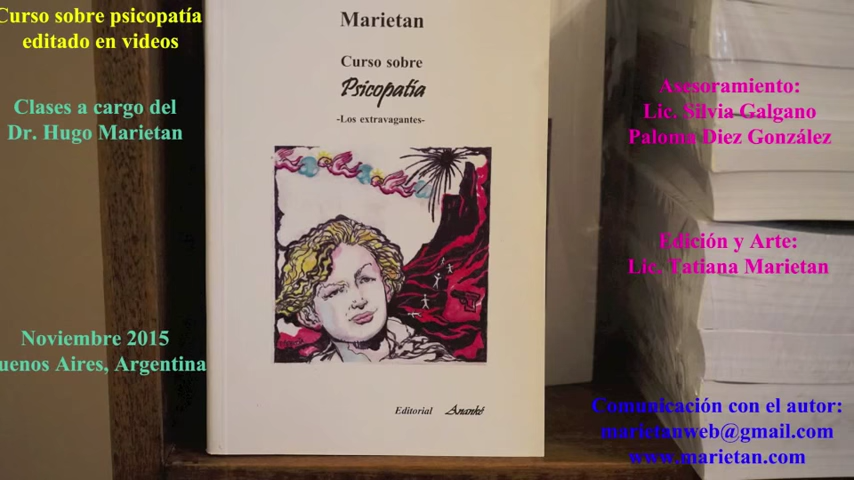 Curso sobre psicopatía
editado en videos
Clases a cargo del
Dr. Hugo Marietan
Noviembre 2015
uenos Aires, Argentina
Marietan
Curso sobre
Psicopatía
-Los extravagantes-
Editorial Ananké
Asesoramiento:
Lic. Silvia Galgano
Paloma Diez González
Edición y Arte:
Lic. Tatiana Marietan
Comunicación con el autor:
marietanweb@gmail.com
www.marietan.com